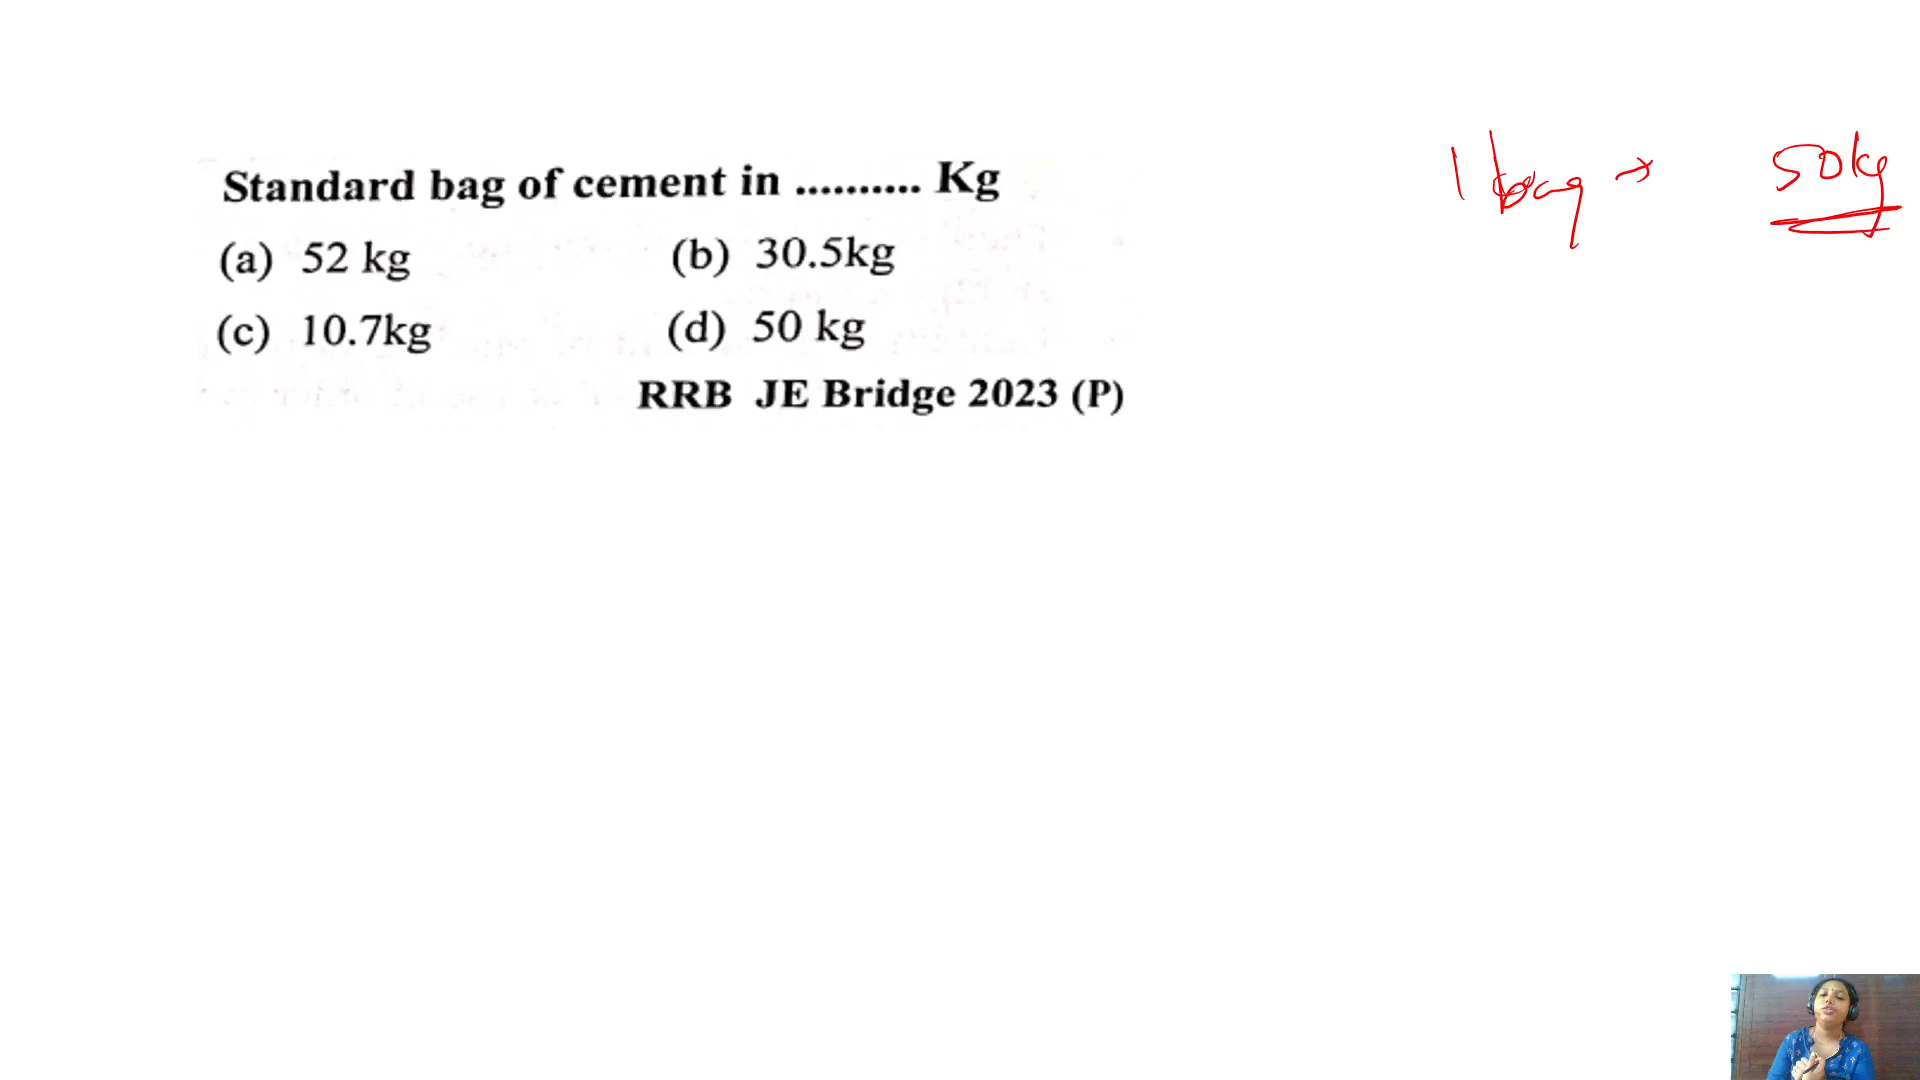 Standard bag of cement in .......... Kg
1 bag → 50kg
(a) 52 kg (b) 30.5kg
(c) 10.7kg (d) 50 kg
RRB JE Bridge 2023 (P)